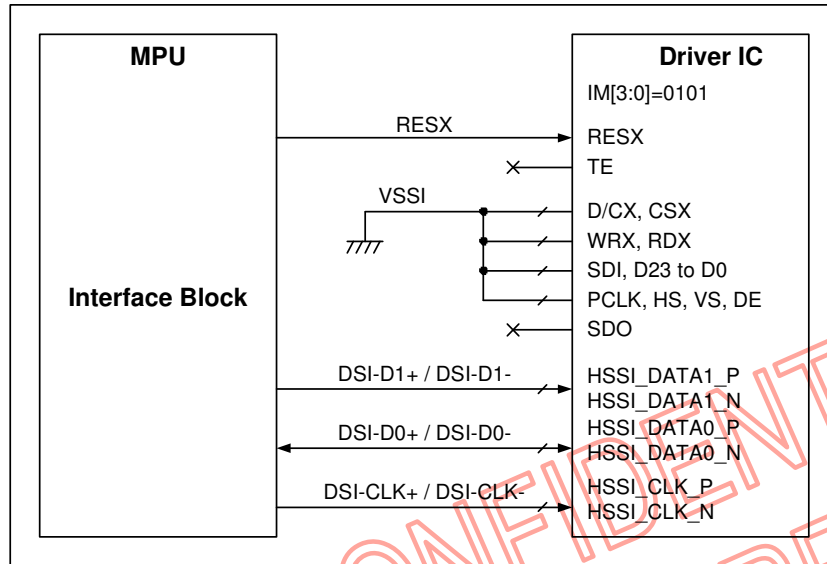 MPU
Driver IC
IM[3:0]=0101
RESX
RESX
TE
VSSI
D/CX, CSX
WRX, RDX
SDI, D23 to D0
Interface Block
PCLK, HS, VS, DE
SDO
DSI-D1+ / DSI-D1-
HSSI_DATA1_P
HSSI_DATA1_N
DSI-D0+ / DSI-D0-
HSSI_DATA0_P
HSSI_DATA0_N
DSI-CLK+ / DSI-CLK-
HSSI_CLK_P
HSSI_CLK_N
ONFIDENT